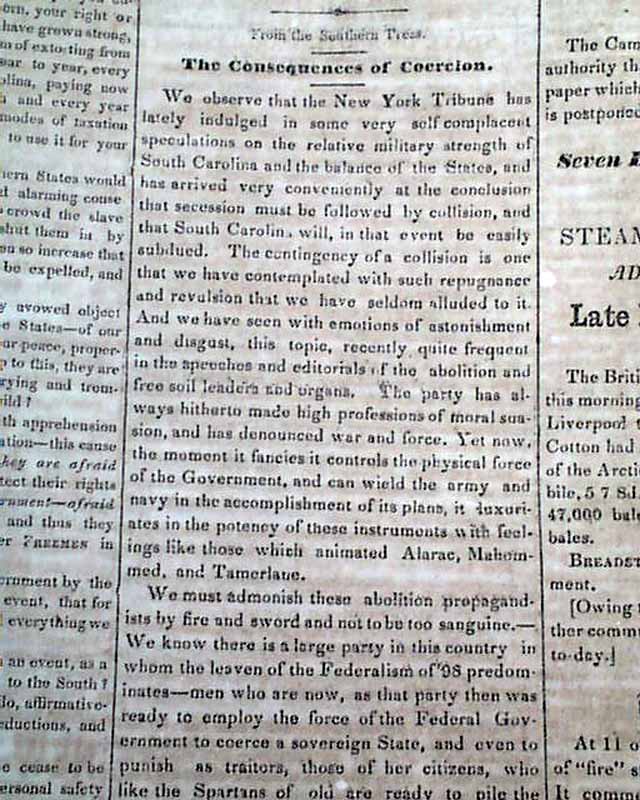 orn, your right or
have grown strong,
m of extorting from
ear to year, every
olina, paying now
and every year
modes of taxation
to use it for your
hern States would
d alarming conse
crowd the slave
shut them in by
en so increase that
be expelled, and
y avowed object
e States—of our
ur peace, proper-
p to this, they are
rying and trem-
ild?
th apprehension
ation—this cause
hey are afraid
tect their rights
rnment—afraid
and thus they
er FREEMEN in
ernment by the
event, that for
everything we
an event, as a
to the South?
lo, affirmative-
eductions, and
e cease to be
ersonal safety
From the Southern Press.
The Consequences of Coercion.
We observe that the New York Tribune has
lately indulged in some very self complacent
speculations on the relative military strength of
South Carolina and the balance of the States, and
has arrived very conveniently at the conclusion
that secession must be followed by collision, and
that South Carolina will, in that event be easily
subdued. The contingency of a collision is one
that we have contemplated with such repugnance
and revulsion that we have seldom alluded to it.
And we have seen with emotions of astonishment
and disgust, this topic, recently quite frequent
in the speeches and editorials of the abolition and
free soil leaders and organs. The party has al-
ways hitherto made high professions of moral sua-
sion, and has denounced war and force. Yet now,
the moment it fancies it controls the physical force
of the Government, and can wield the army and
navy in the accomplishment of its plans, it luxuri-
ates in the potency of these instruments with feel-
ings like those which animated Alarac, Mahom-
med, and Tamerlane.
We must admonish these abolition propagand-
ists by fire and sword and not to be too sanguine.—
We know there is a large party in this country in
whom the leaven of the Federalism of '98 predom-
inates—men who are now, as that party then was
ready to employ the force of the Federal Gov-
ernment to coerce a sovereign State, and even to
punish as traitors, those of her citizens, who
like the Spartans of old are ready to pile the
The Cam
authority th
paper which
is postponed
Seven
STEAM
AD
Late
The Briti
this morning
Liverpool t
Cotton had
of the Arctic
bile, 5 7 8d.
47,000 bale
bales.
BREADST
ment.
[Owing t
ther comm
to-day.]
At 11 o
of "fire" s
It comm